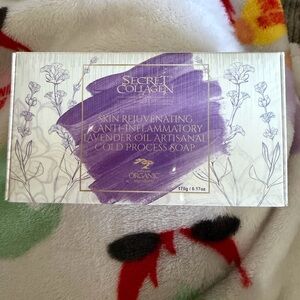 SECRET
COLLAGEN
SKIN REJUVENATING
& ANTI-INFLAMMATORY
LAVENDER OIL ARTISANAL
COLD PROCESS SOAP
ORGANIC
175g / 6.17oz